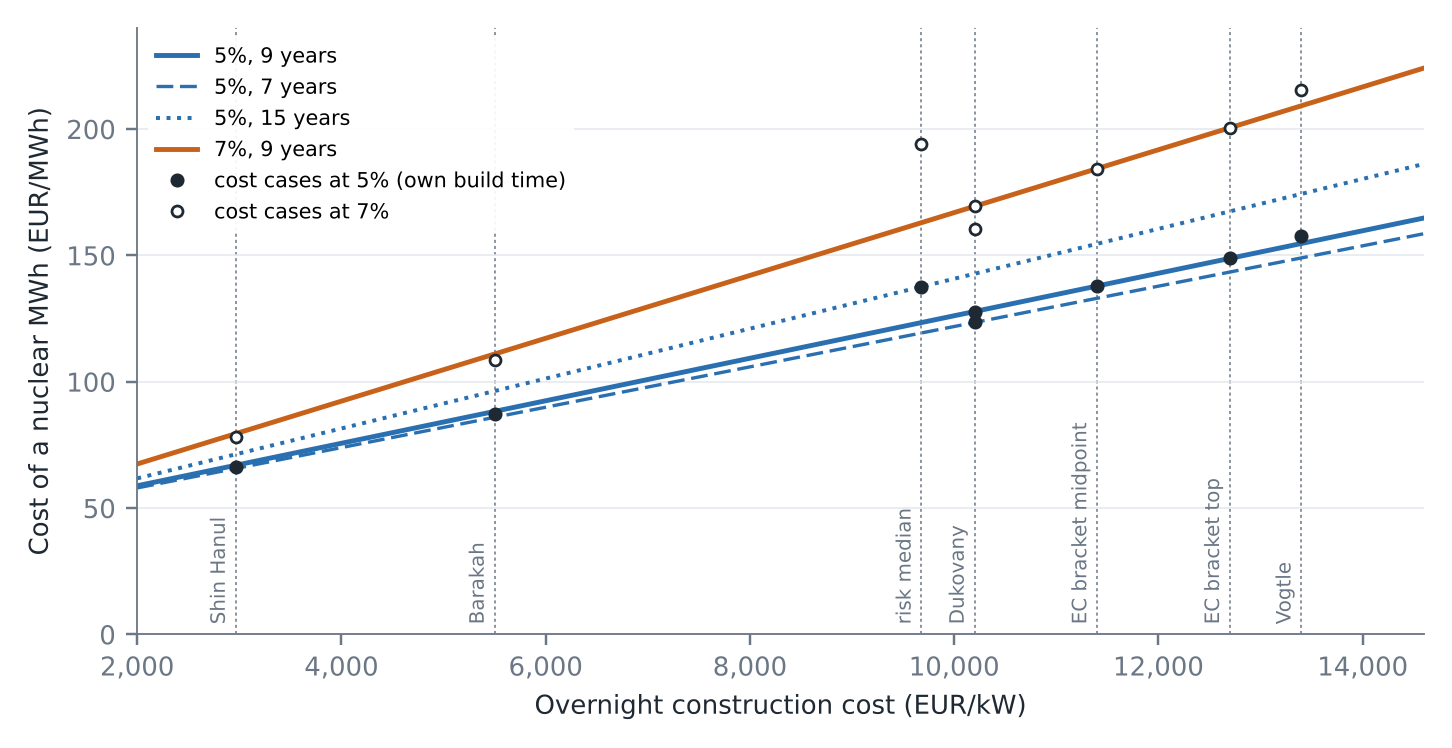 5%, 9 years
5%, 7 years
5%, 15 years
7%, 9 years
cost cases at 5% (own build time)
cost cases at 7%
Cost of a nuclear MWh (EUR/MWh)
200
150
100
50
0
Shin Hanul
Barakah
risk median
Dukovany
EC bracket midpoint
EC bracket top
Vogtle
2,000
4,000
6,000
8,000
10,000
12,000
14,000
Overnight construction cost (EUR/kW)